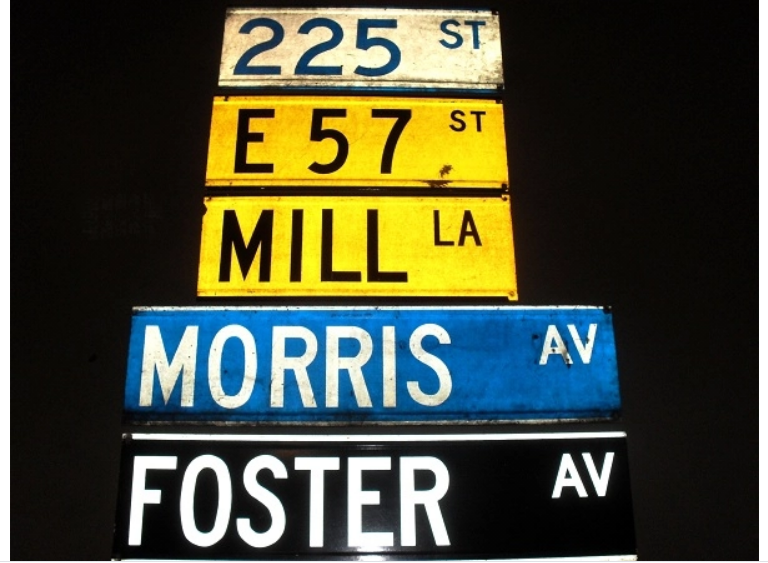 225 ST
E 57 ST
MILL LA
MORRIS AV
FOSTER AV